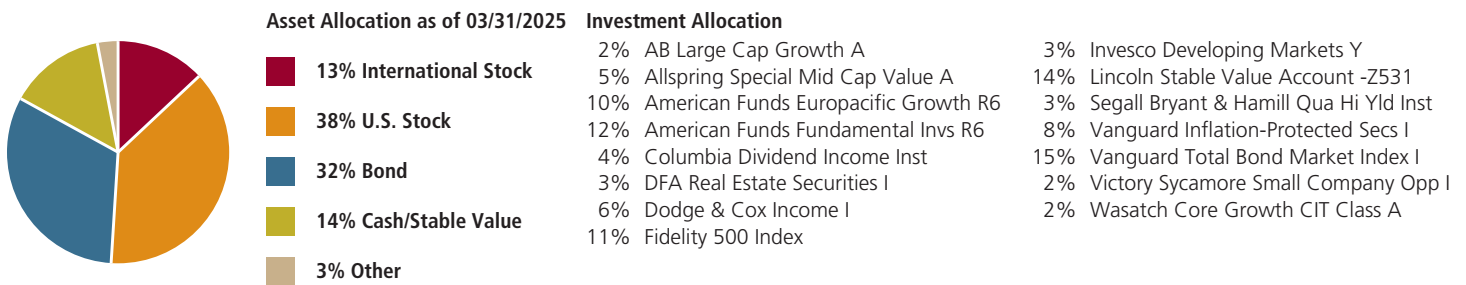 Asset Allocation as of 03/31/2025
13% International Stock
38% U.S. Stock
32% Bond
14% Cash/Stable Value
3% Other
Investment Allocation
2% AB Large Cap Growth A
5% Allspring Special Mid Cap Value A
10% American Funds Europacific Growth R6
12% American Funds Fundamental Invs R6
4% Columbia Dividend Income Inst
3% DFA Real Estate Securities I
6% Dodge & Cox Income I
11% Fidelity 500 Index
3% Invesco Developing Markets Y
14% Lincoln Stable Value Account -Z531
3% Segall Bryant & Hamill Qua Hi Yld Inst
8% Vanguard Inflation-Protected Secs I
15% Vanguard Total Bond Market Index I
2% Victory Sycamore Small Company Opp I
2% Wasatch Core Growth CIT Class A